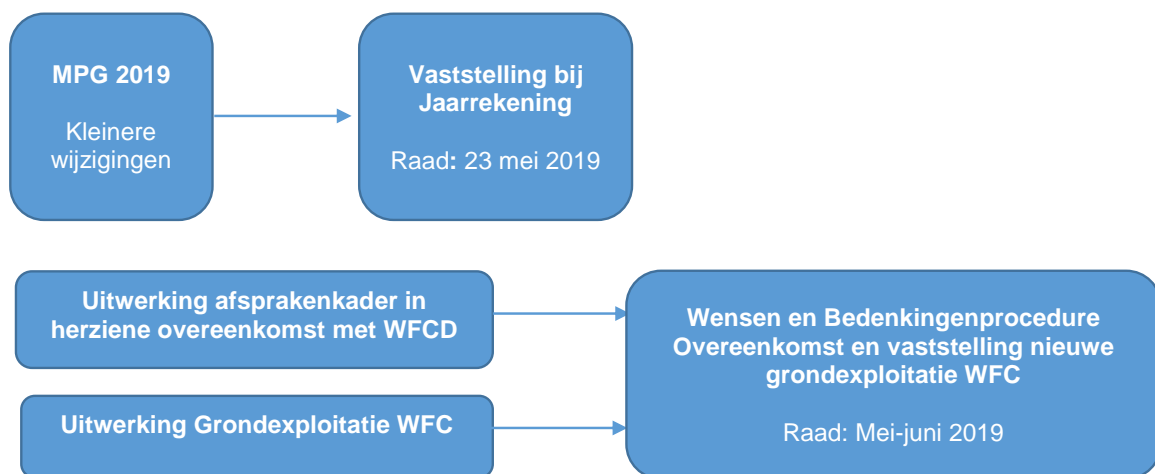 MPG 2019
Kleinere
wijzigingen
Vaststelling bij
Jaarrekening
Raad: 23 mei 2019
Uitwerking afsprakenkader in
herziene overeenkomst met WFCD
Uitwerking Grondexploitatie WFC
Wensen en Bedenkingenprocedure
Overeenkomst en vaststelling nieuwe
grondexploitatie WFC
Raad: Mei-juni 2019